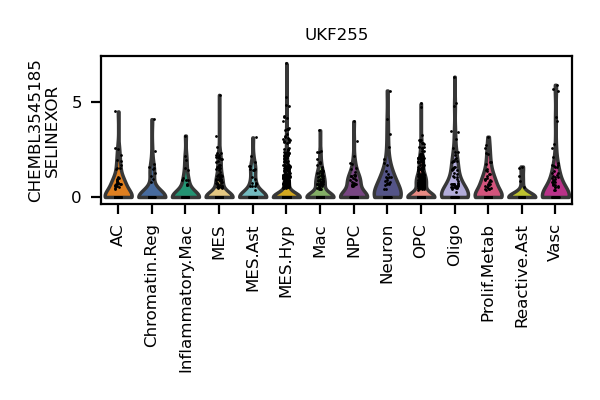 UKF255
CHEMBL3545185
SELINEXOR
5
0
AC
Chromatin.Reg
Inflammatory.Mac
MES
MES.Ast
MES.Hyp
Mac
NPC
Neuron
OPC
Oligo
Prolif.Metab
Reactive.Ast
Vasc